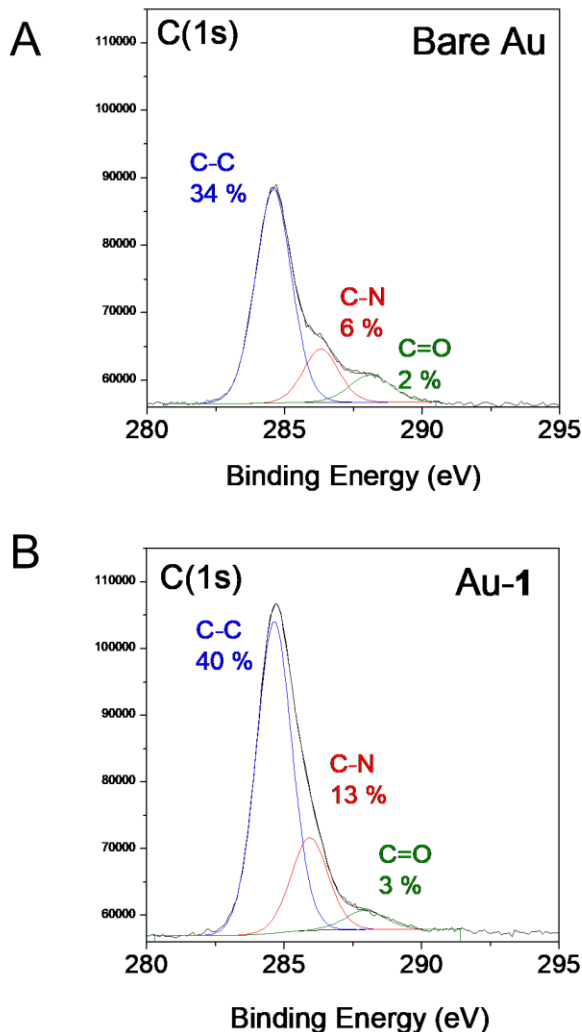 A
C(1s)
Bare Au
110000
100000
90000
80000
70000
60000
C-C
34 %
C-N
6 %
C=O
2 %
280
285
290
295
Binding Energy (eV)
B
C(1s)
Au-1
110000
100000
90000
80000
70000
60000
C-C
40 %
C-N
13 %
C=O
3 %
280
285
290
295
Binding Energy (eV)